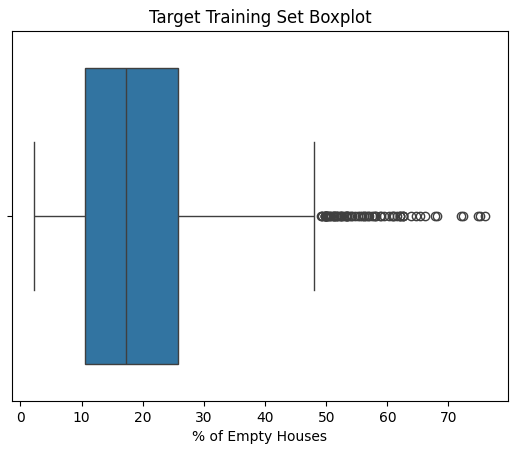 Target Training Set Boxplot
0 10 20 30 40 50 60 70
% of Empty Houses